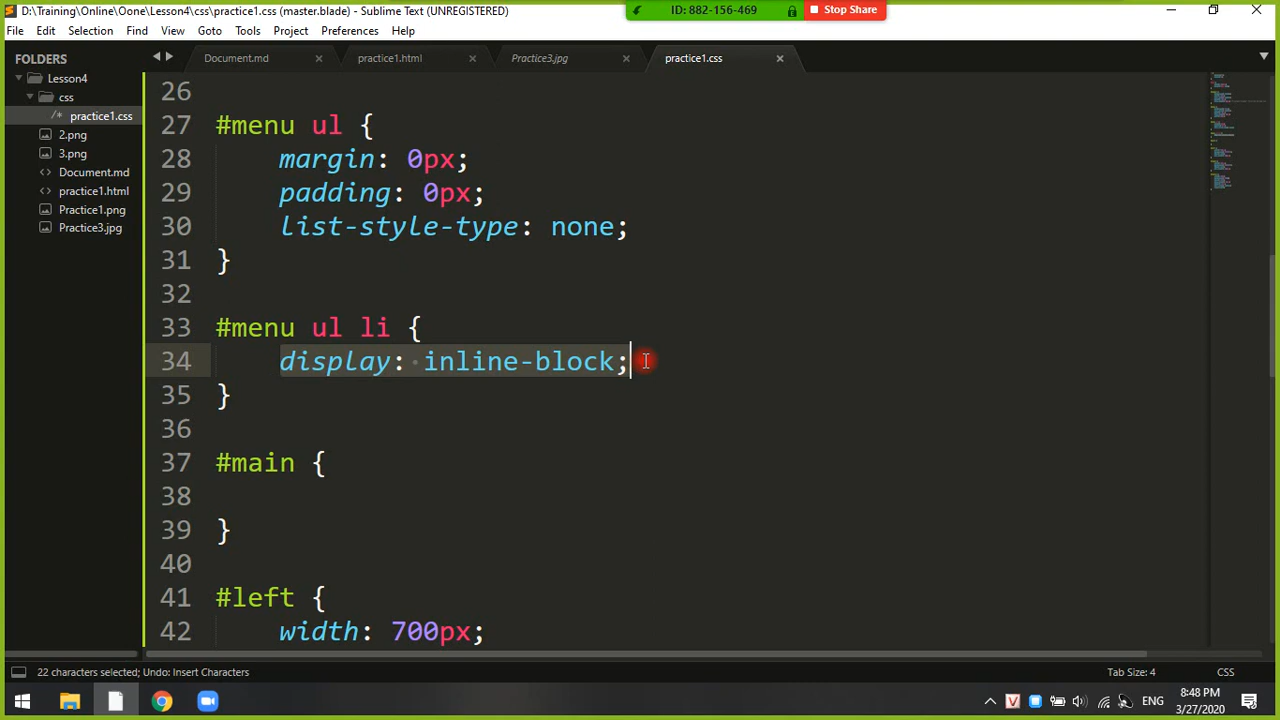 D:\Training\Online\Oone\Lesson4\css\practice1.css (master.blade) - Sublime Text (UNREGISTERED)
ID: 882-156-469
Stop Share
File Edit Selection Find View Goto Tools Project Preferences Help
FOLDERS
Lesson4
css
/* practice1.css
2.png
3.png
<> Document.md
<> practice1.html
Practice1.png
Practice3.jpg
Document.md
practice1.html
Practice3.jpg
practice1.css
26
27 #menu ul {
28 margin: 0px;
29 padding: 0px;
30 list-style-type: none;
31 }
32
33 #menu ul li {
34 display: inline-block;
35 }
36
37 #main {
38
39 }
40
41 #left {
42 width: 700px;
22 characters selected; Undo: Insert Characters
Tab Size: 4
CSS
ENG
8:48 PM
3/27/2020